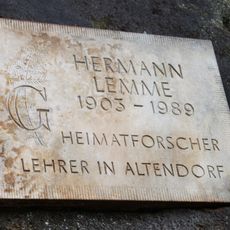 HERMANN
LEMME
1903 – 1989
G
HEIMATFORSCHER
LEHRER IN ALTENDORF